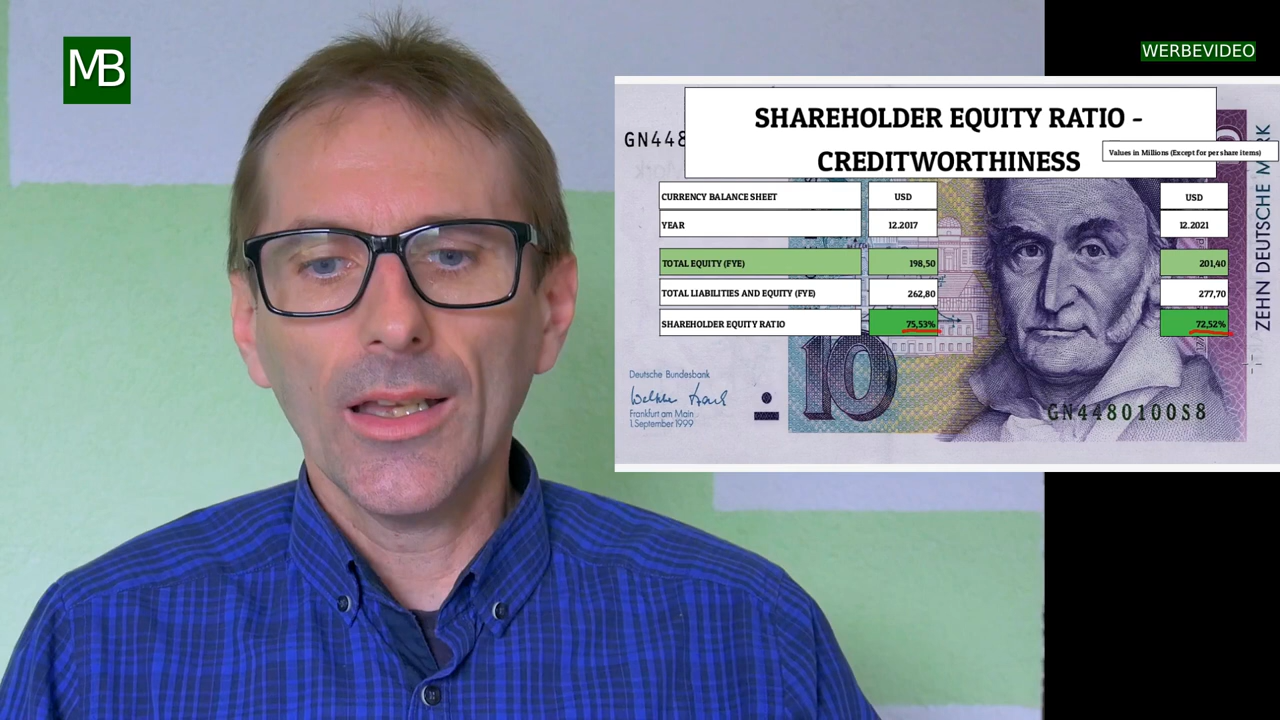 MB
WERBEVIDEO
SHAREHOLDER EQUITY RATIO -
CREDITWORTHINESS
Values in Millions (Except for per share items)
GN448
CURRENCY BALANCE SHEET USD USD
YEAR 12.2017 12.2021
TOTAL EQUITY (FYE) 198,50 201,40
TOTAL LIABILITIES AND EQUITY (FYE) 262,80 277,70
SHAREHOLDER EQUITY RATIO 75,53% 72,52%
10
Deutsche Bundesbank
Frankfurt am Main
1. September 1999
GN4480100S8
ZEHN DEUTSCHE